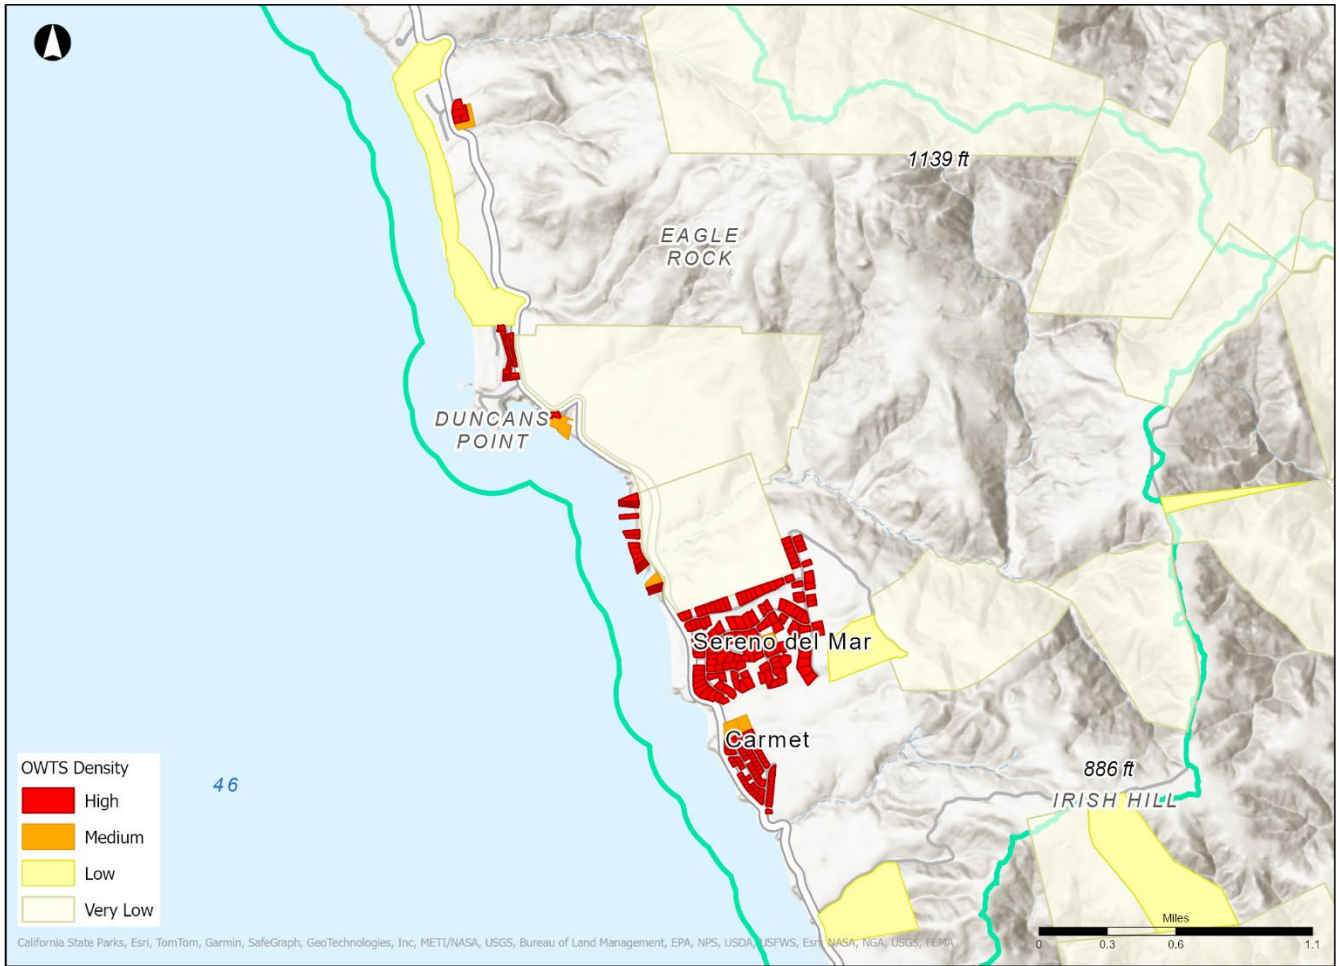 1139 ft
EAGLE
ROCK
DUNCANS
POINT
Sereno del Mar
Carmet
886 ft
IRISH HILL
46
OWTS Density
High
Medium
Low
Very Low
Miles
0 0.3 0.6 1.1
California State Parks, Esri, TomTom, Garmin, SafeGraph, GeoTechnologies, Inc, METI/NASA, USGS, Bureau of Land Management, EPA, NPS, USDA, USFWS, Esri, NASA, NGA, USGS, FEMA